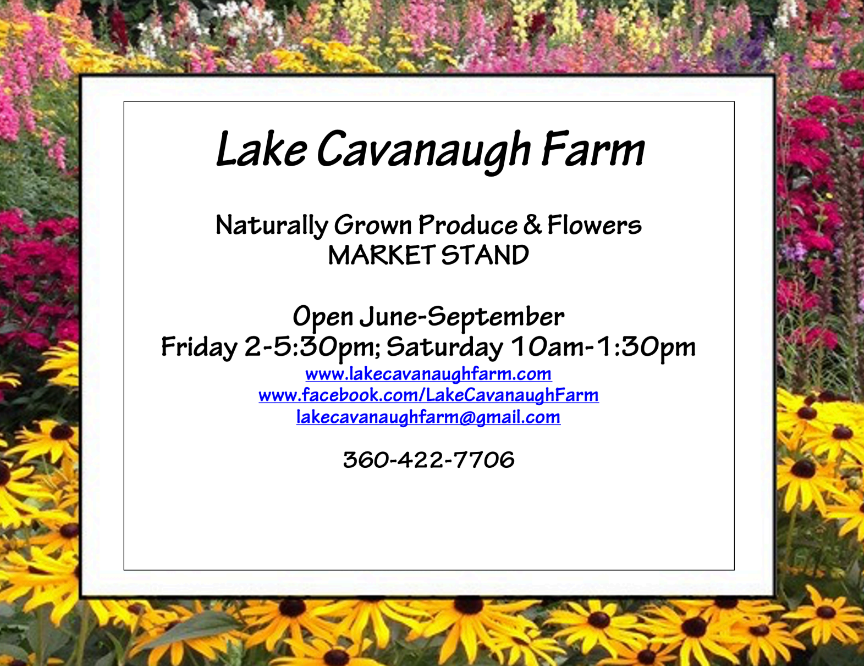 Lake Cavanaugh Farm
Naturally Grown Produce & Flowers
MARKET STAND
Open June-September
Friday 2-5:30pm; Saturday 10am-1:30pm
www.lakecavanaughfarm.com
www.facebook.com/LakeCavanaughFarm
lakecavanaughfarm@gmail.com
360-422-7706